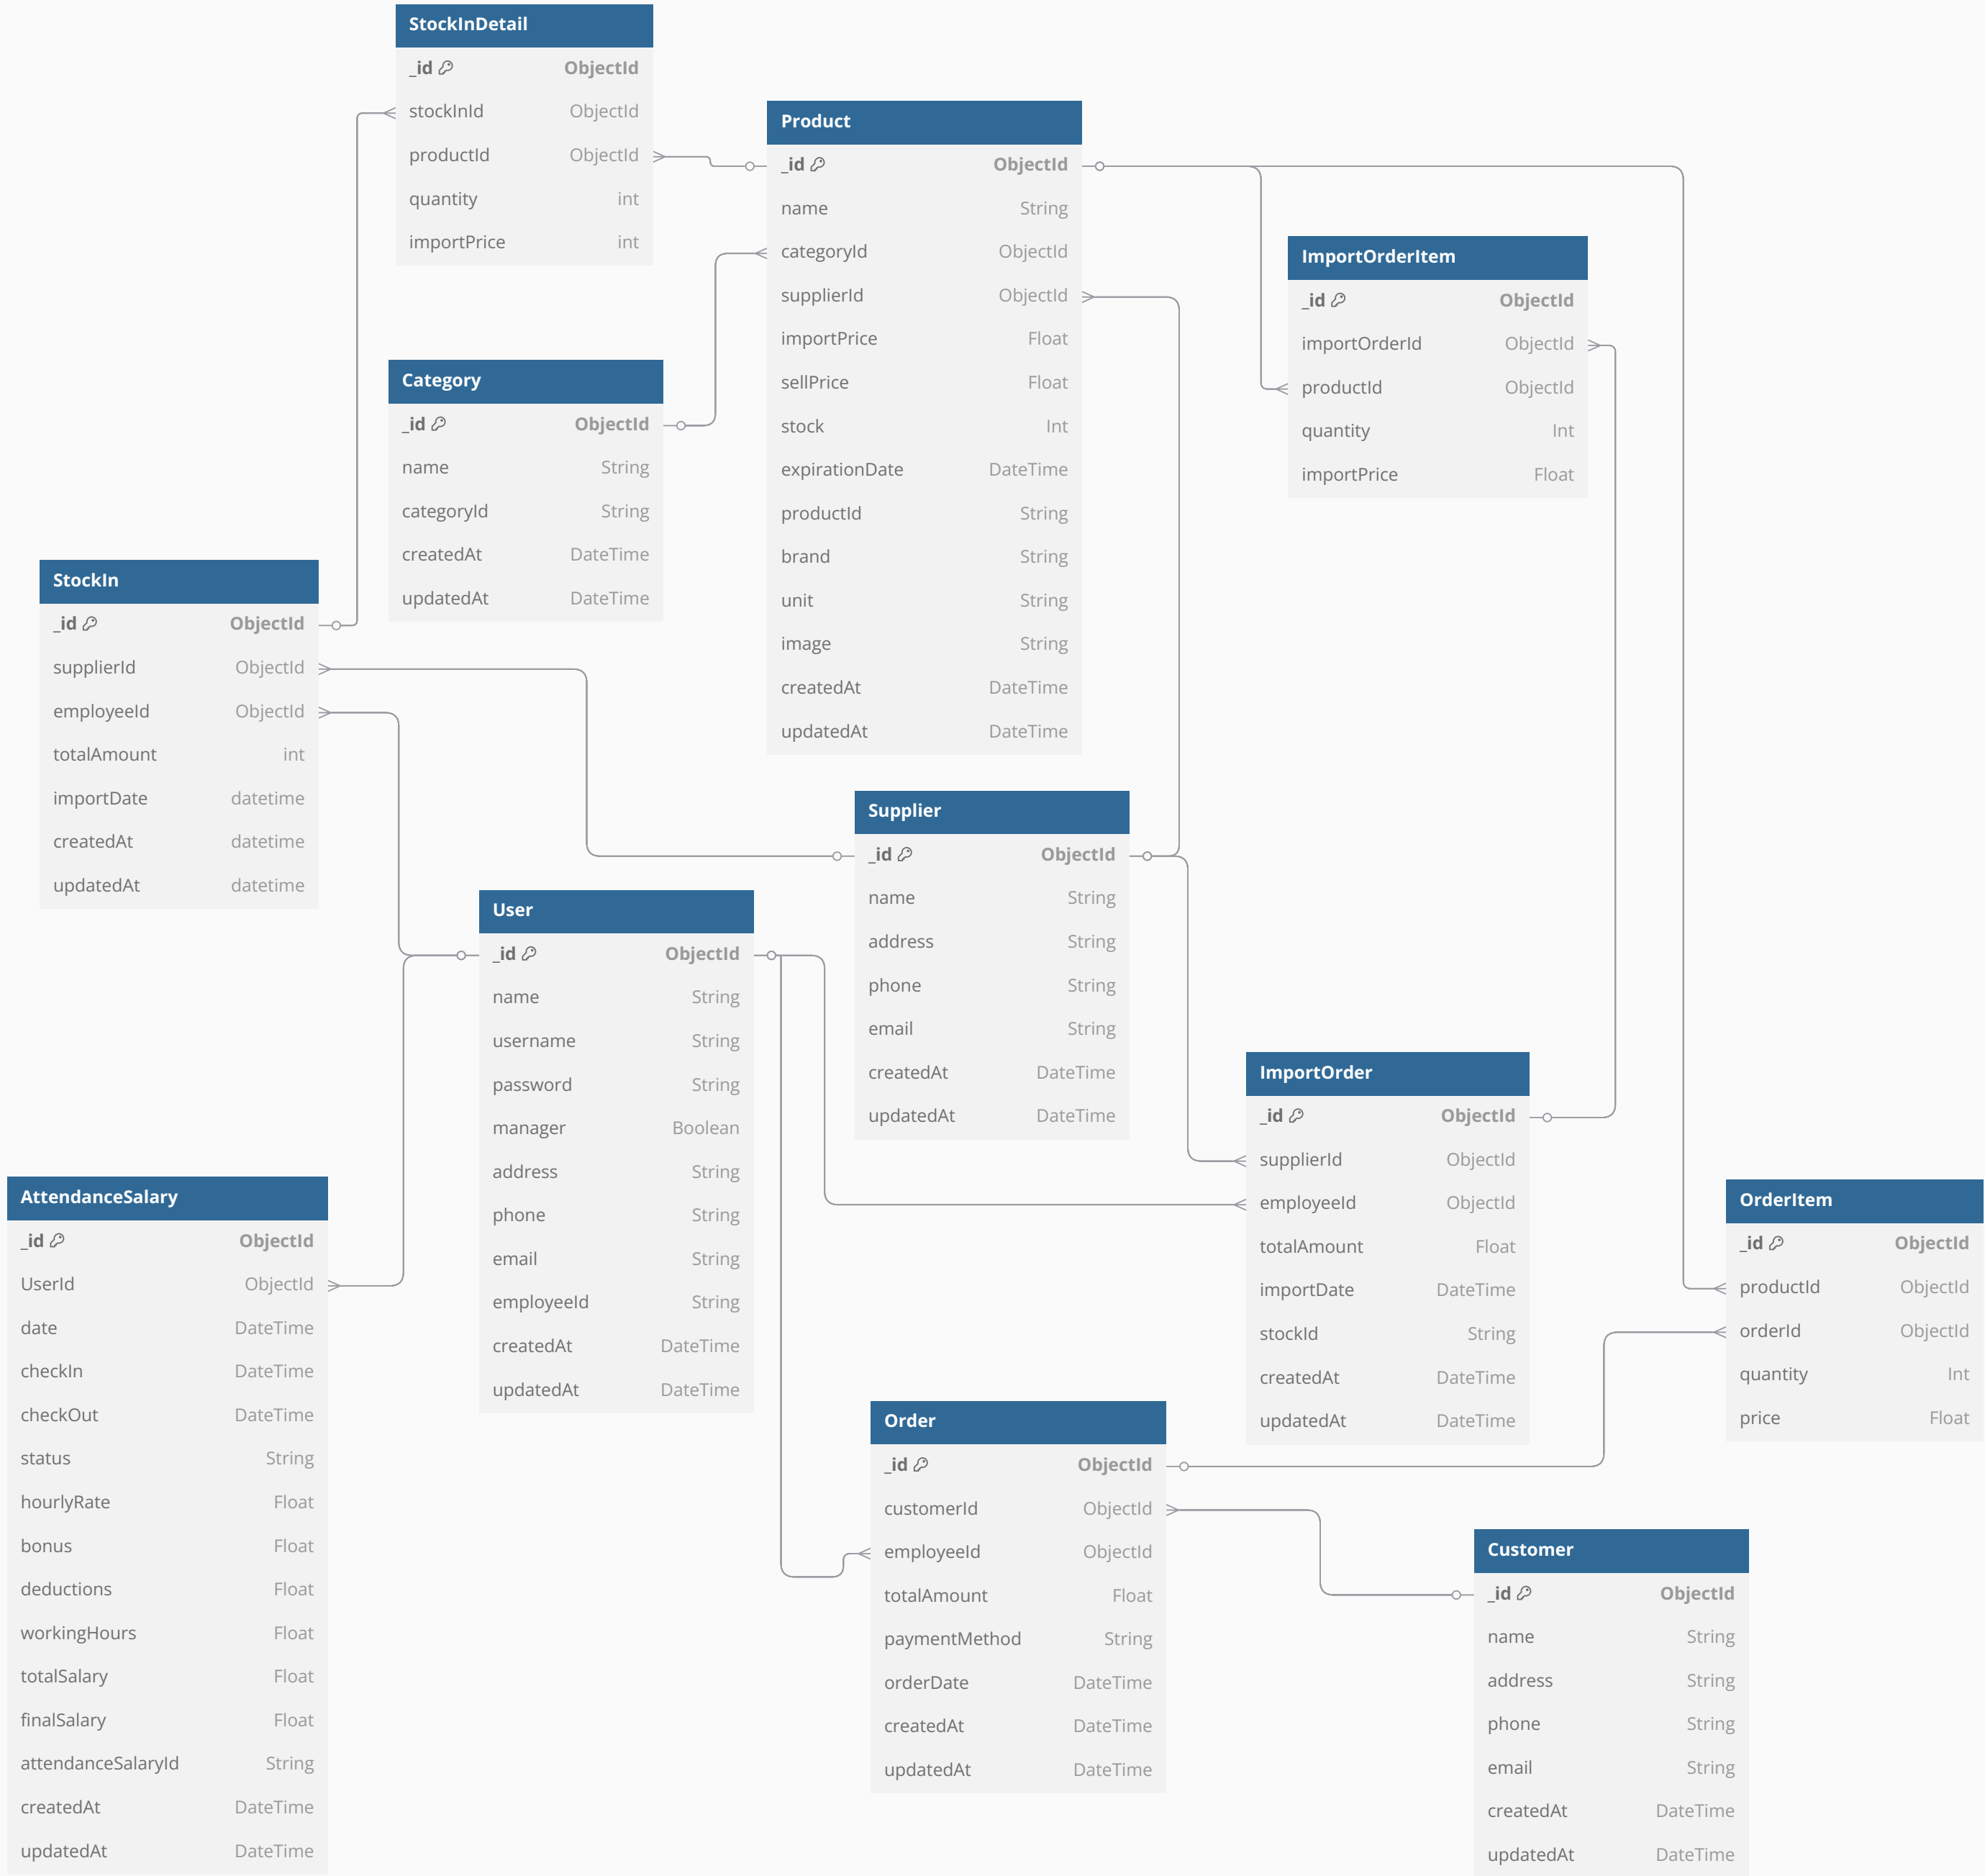 StockInDetail
_id ObjectId
stockInId ObjectId
productId ObjectId
quantity int
importPrice int
Product
_id ObjectId
name String
categoryId ObjectId
supplierId ObjectId
importPrice Float
sellPrice Float
stock Int
expirationDate DateTime
productId String
brand String
unit String
image String
createdAt DateTime
updatedAt DateTime
ImportOrderItem
_id ObjectId
importOrderId ObjectId
productId ObjectId
quantity Int
importPrice Float
Category
_id ObjectId
name String
categoryId String
createdAt DateTime
updatedAt DateTime
StockIn
_id ObjectId
supplierId ObjectId
employeeId ObjectId
totalAmount int
importDate datetime
createdAt datetime
updatedAt datetime
Supplier
_id ObjectId
name String
address String
phone String
email String
createdAt DateTime
updatedAt DateTime
User
_id ObjectId
name String
username String
password String
manager Boolean
address String
phone String
email String
employeeId String
createdAt DateTime
updatedAt DateTime
ImportOrder
_id ObjectId
supplierId ObjectId
employeeId ObjectId
totalAmount Float
importDate DateTime
stockId String
createdAt DateTime
updatedAt DateTime
AttendanceSalary
_id ObjectId
UserId ObjectId
date DateTime
checkIn DateTime
checkOut DateTime
status String
hourlyRate Float
bonus Float
deductions Float
workingHours Float
totalSalary Float
finalSalary Float
attendanceSalaryId String
createdAt DateTime
updatedAt DateTime
OrderItem
_id ObjectId
productId ObjectId
orderId ObjectId
quantity Int
price Float
Order
_id ObjectId
customerId ObjectId
employeeId ObjectId
totalAmount Float
paymentMethod String
orderDate DateTime
createdAt DateTime
updatedAt DateTime
Customer
_id ObjectId
name String
address String
phone String
email String
createdAt DateTime
updatedAt DateTime